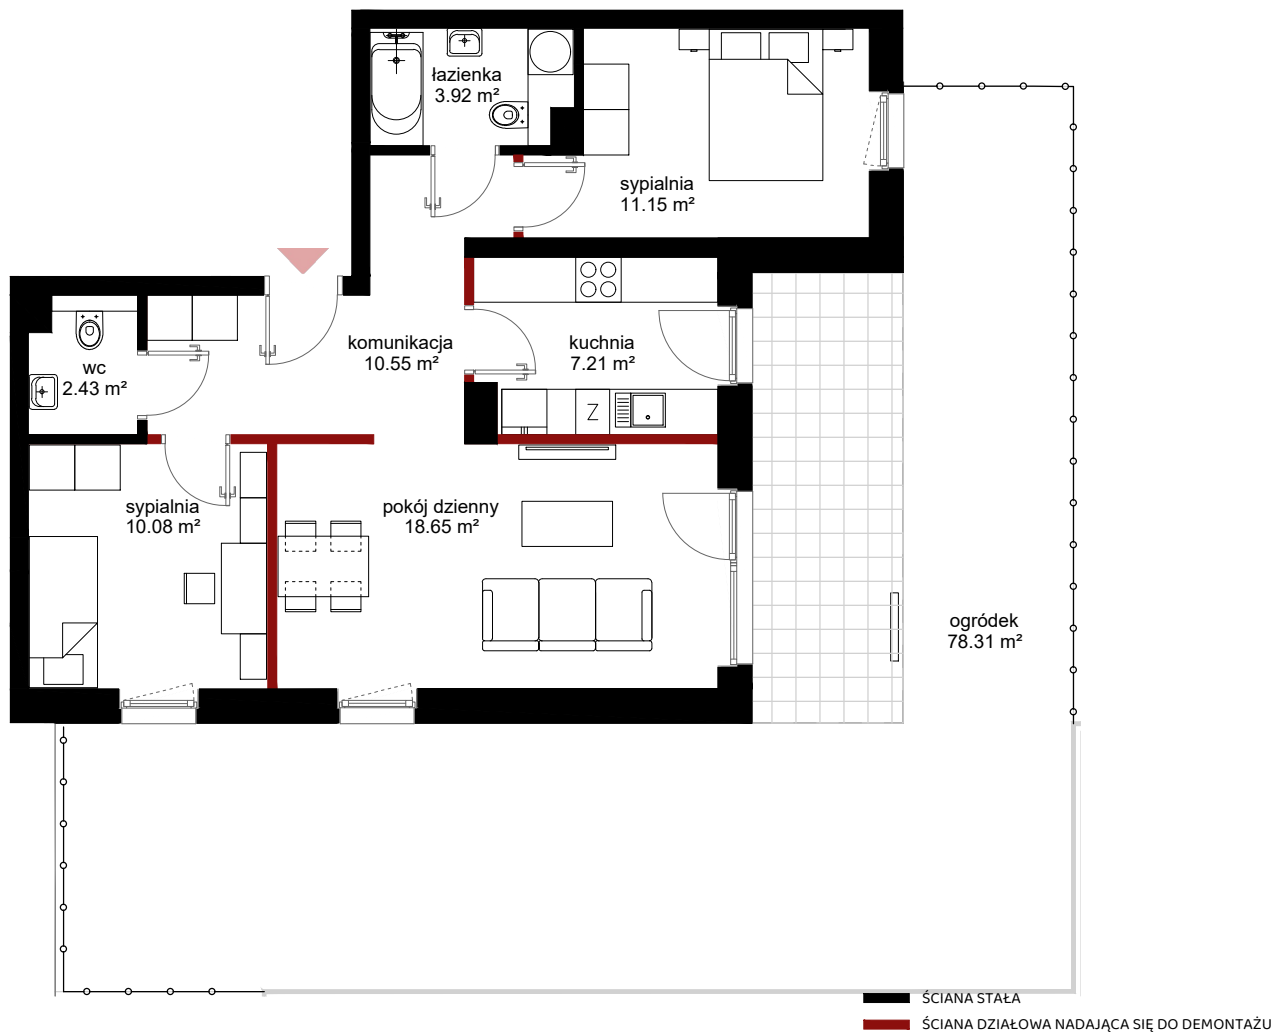 łazienka
3.92 m²
sypialnia
11.15 m²
komunikacja
10.55 m²
kuchnia
7.21 m²
wc
2.43 m²
Z
sypialnia
10.08 m²
pokój dzienny
18.65 m²
ogródek
78.31 m²
ŚCIANA STAŁA
ŚCIANA DZIAŁOWA NADAJĄCA SIĘ DO DEMONTAŻU